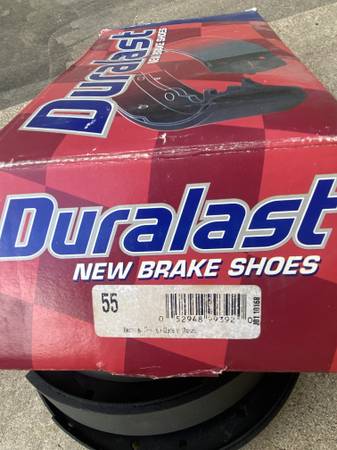 Duralast
NEW BRAKE SHOES
Duralast
NEW BRAKE SHOES
55
0 52948 99392 0